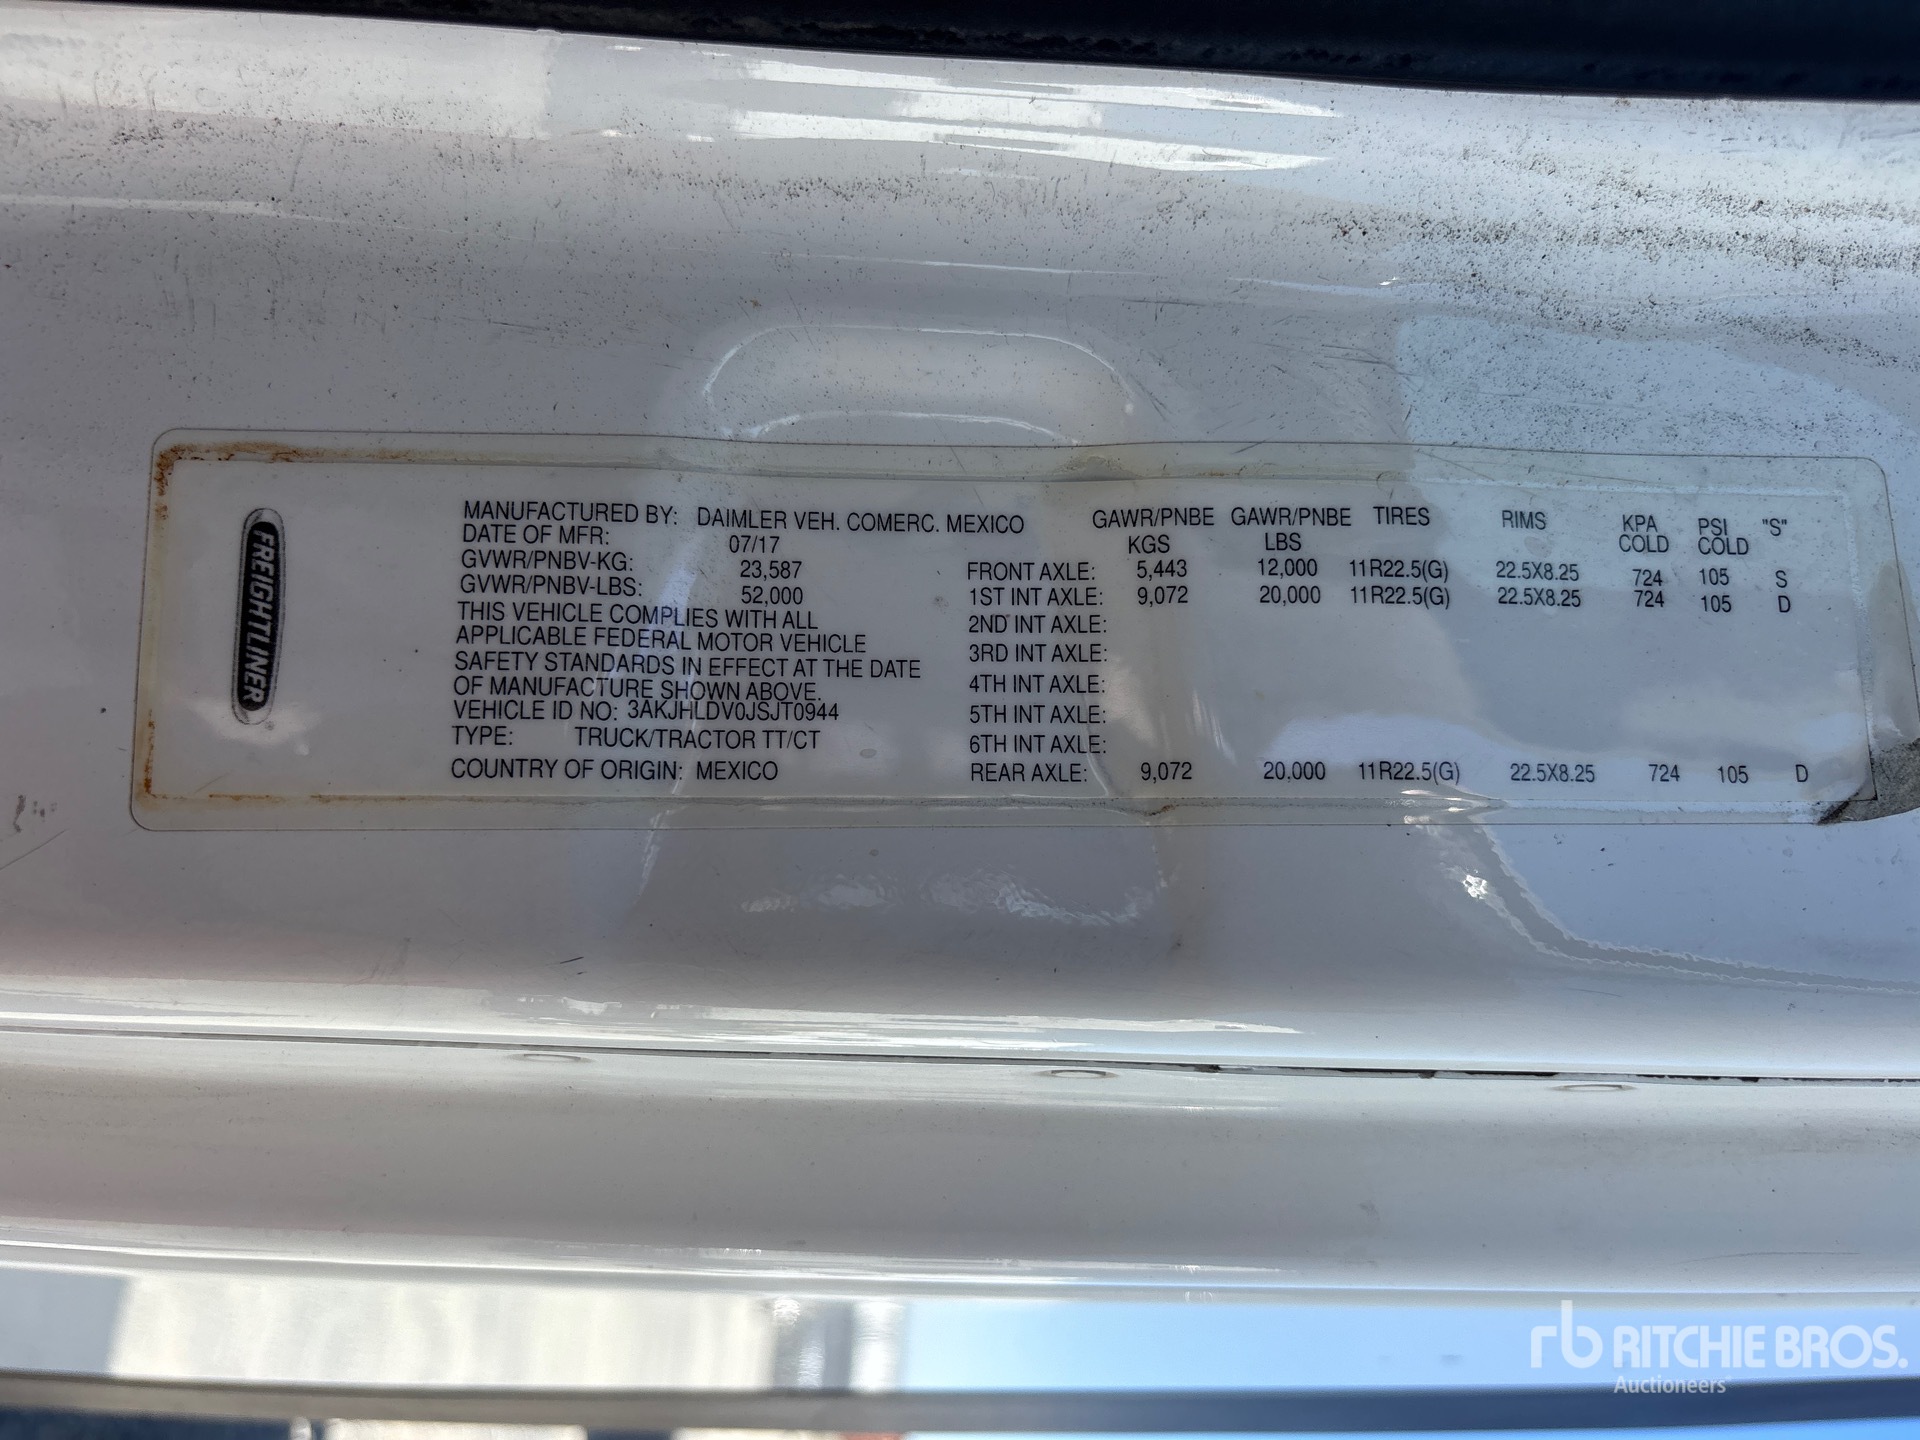 FREIGHTLINER
MANUFACTURED BY: DAIMLER VEH. COMERC. MEXICO
DATE OF MFR: 07/17
GVWR/PNBV-KG: 23,587
GVWR/PNBV-LBS: 52,000
THIS VEHICLE COMPLIES WITH ALL
APPLICABLE FEDERAL MOTOR VEHICLE
SAFETY STANDARDS IN EFFECT AT THE DATE
OF MANUFACTURE SHOWN ABOVE.
VEHICLE ID NO: 3AKJHLDV0JSJT0944
TYPE: TRUCK/TRACTOR TT/CT
COUNTRY OF ORIGIN: MEXICO
GAWR/PNBE GAWR/PNBE TIRES RIMS KPA PSI "S"
KGS LBS COLD COLD
FRONT AXLE: 5,443 12,000 11R22.5(G) 22.5X8.25 724 105 S
1ST INT AXLE: 9,072 20,000 11R22.5(G) 22.5X8.25 724 105 D
2ND INT AXLE:
3RD INT AXLE:
4TH INT AXLE:
5TH INT AXLE:
6TH INT AXLE:
REAR AXLE: 9,072 20,000 11R22.5(G) 22.5X8.25 724 105 D
rb RITCHIE BROS.
Auctioneers